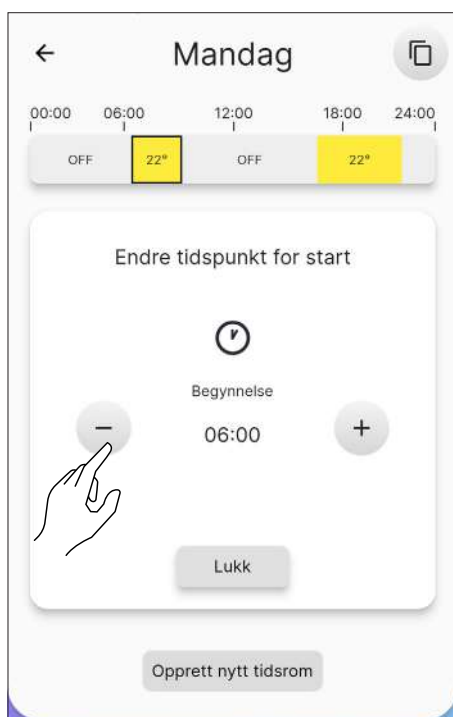 Mandag
00:00 06:00 12:00 18:00 24:00
OFF 22° OFF 22°
Endre tidspunkt for start
Begynnelse
06:00
Lukk
Opprett nytt tidsrom